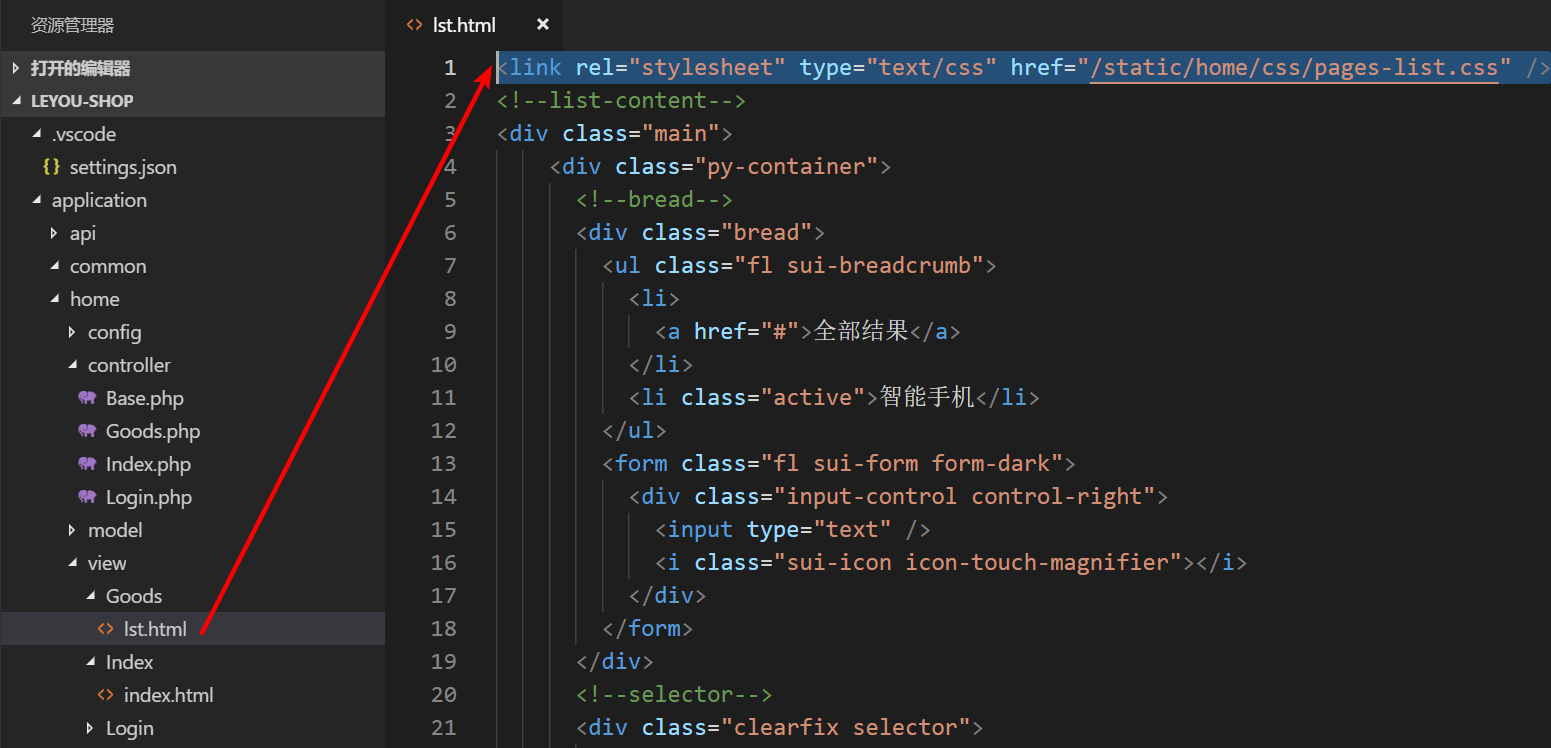 资源管理器
打开的编辑器
LEYOU-SHOP
.vscode
{} settings.json
application
api
common
home
config
controller
Base.php
Goods.php
Index.php
Login.php
model
view
Goods
<> lst.html
Index
<> index.html
Login
<> lst.html ×
1 <link rel="stylesheet" type="text/css" href="/static/home/css/pages-list.css" />
2 <!--list-content-->
3 <div class="main">
4 <div class="py-container">
5 <!--bread-->
6 <div class="bread">
7 <ul class="fl sui-breadcrumb">
8 <li>
9 <a href="#">全部结果</a>
10 </li>
11 <li class="active">智能手机</li>
12 </ul>
13 <form class="fl sui-form form-dark">
14 <div class="input-control control-right">
15 <input type="text" />
16 <i class="sui-icon icon-touch-magnifier"></i>
17 </div>
18 </form>
19 </div>
20 <!--selector-->
21 <div class="clearfix selector">